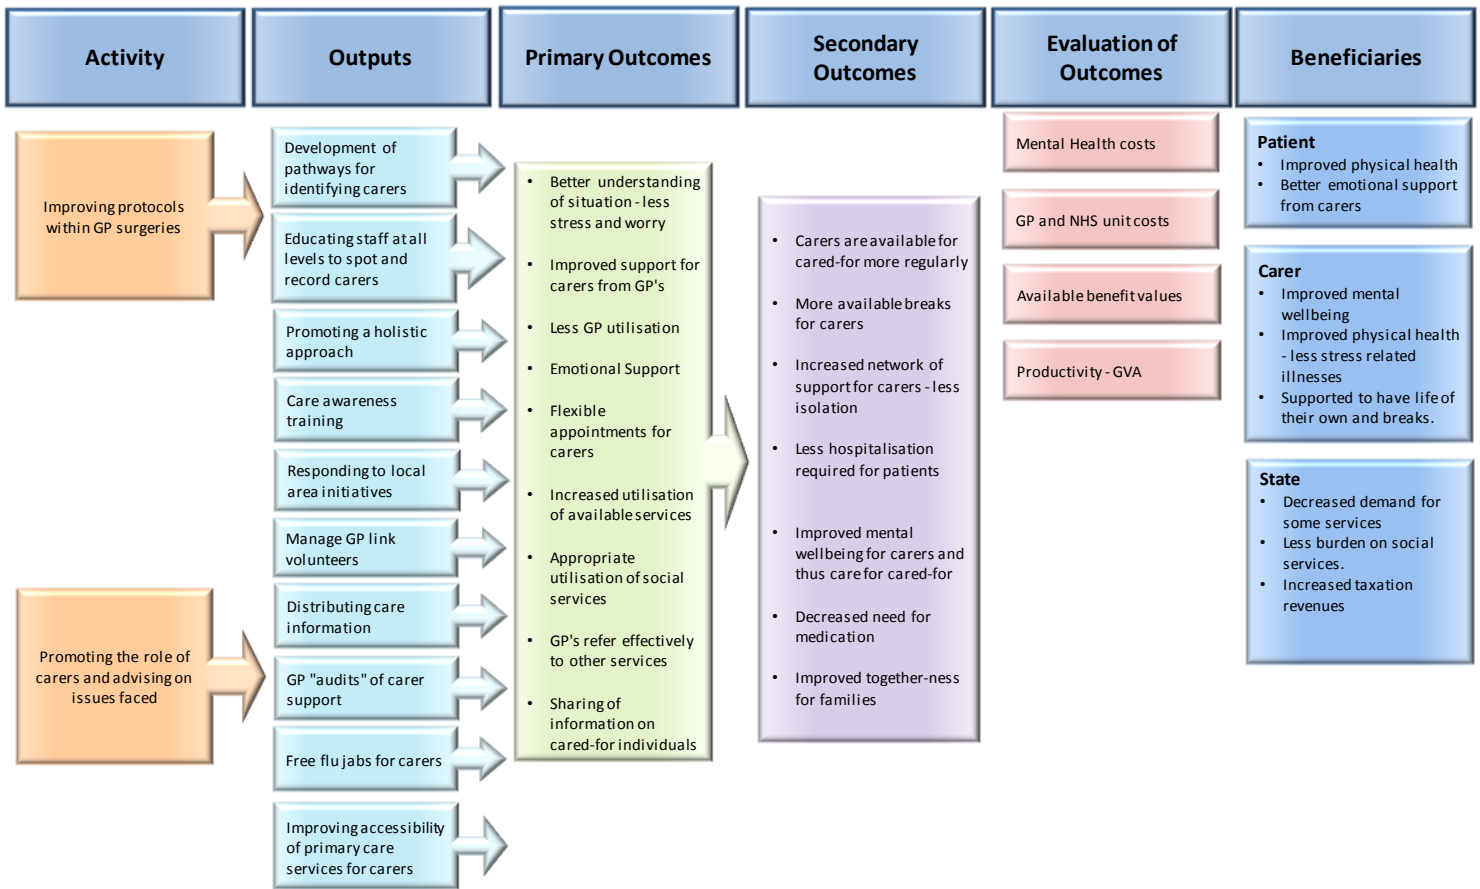 Activity
Outputs
Primary Outcomes
Secondary
Outcomes
Evaluation of
Outcomes
Beneficiaries
Improving protocols
within GP surgeries
Promoting the role of
carers and advising on
issues faced
Development of
pathways for
identifying carers
Educating staff at all
levels to spot and
record carers
Promoting a holistic
approach
Care awareness
training
Responding to local
area initiatives
Manage GP link
volunteers
Distributing care
information
GP "audits" of carer
support
Free flu jabs for carers
Improving accessibility
of primary care
services for carers
• Better understanding
of situation - less
stress and worry
• Improved support for
carers from GP's
• Less GP utilisation
• Emotional Support
• Flexible
appointments for
carers
• Increased utilisation
of available services
• Appropriate
utilisation of social
services
• GP's refer effectively
to other services
• Sharing of
information on
cared-for individuals
• Carers are available for
cared-for more regularly
• More available breaks
for carers
• Increased network of
support for carers - less
isolation
• Less hospitalisation
required for patients
• Improved mental
wellbeing for carers and
thus care for cared-for
• Decreased need for
medication
• Improved together-ness
for families
Mental Health costs
GP and NHS unit costs
Available benefit values
Productivity - GVA
Patient
• Improved physical health
• Better emotional support
from carers
Carer
• Improved mental
wellbeing
• Improved physical health
- less stress related
illnesses
• Supported to have life of
their own and breaks.
State
• Decreased demand for
some services
• Less burden on social
services.
• Increased taxation
revenues